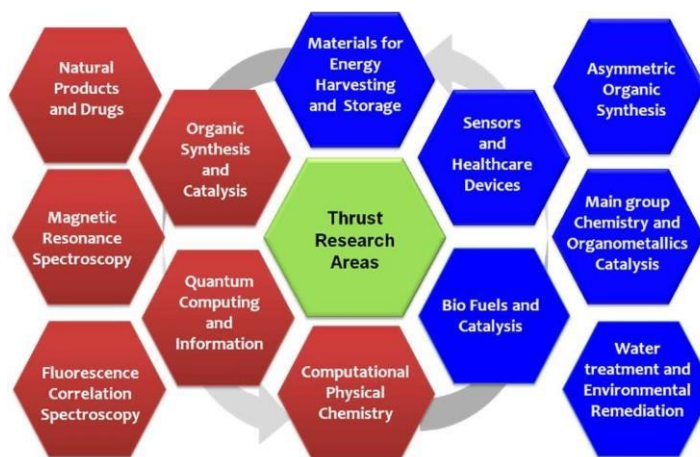 Natural
Products
and Drugs
Organic
Synthesis
and
Catalysis
Materials for
Energy
Harvesting
and Storage
Sensors
and
Healthcare
Devices
Asymmetric
Organic
Synthesis
Magnetic
Resonance
Spectroscopy
Thrust
Research
Areas
Main group
Chemistry and
Organometallics
Catalysis
Quantum
Computing
and
Information
Bio Fuels and
Catalysis
Fluorescence
Correlation
Spectroscopy
Computational
Physical
Chemistry
Water
treatment and
Environmental
Remediation